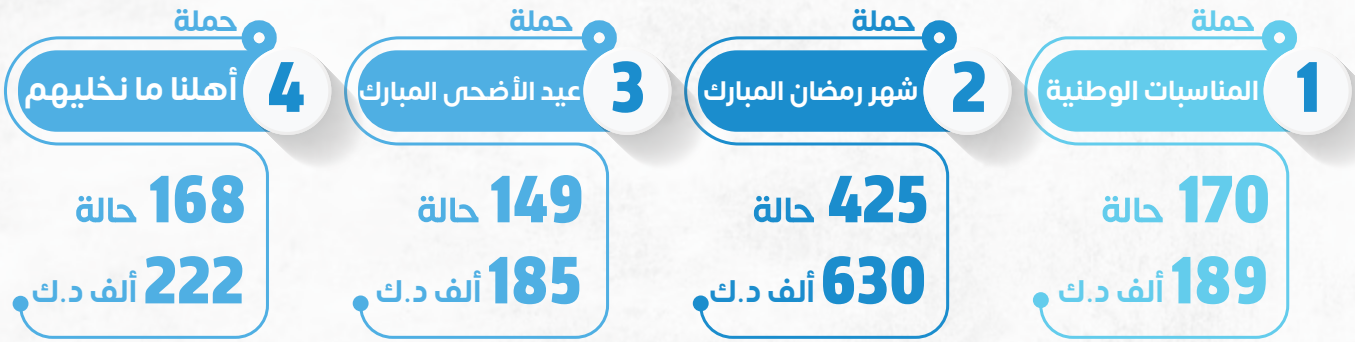 حملة
1
المناسبات الوطنية
170 حالة
189 ألف د.ك
حملة
2
شهر رمضان المبارك
425 حالة
630 ألف د.ك
حملة
3
عيد الأضحى المبارك
149 حالة
185 ألف د.ك
حملة
4
أهلنا ما نخليهم
168 حالة
222 ألف د.ك